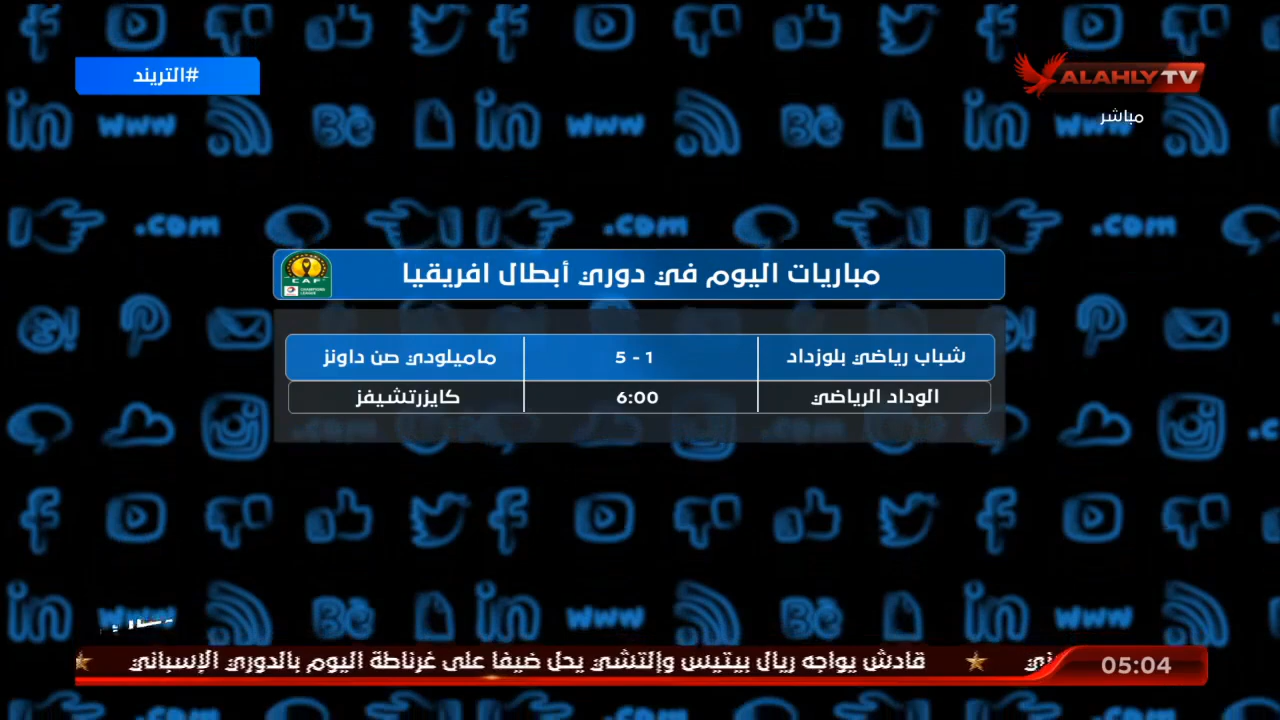 #التريند
ALAHLY TV
مباشر
مباريات اليوم في دوري أبطال افريقيا
CAF
شباب رياضي بلوزداد 1 - 5 ماميلودي صن داونز
الوداد الرياضي 6:00 كايزرتشيفز
قادش يواجه ريال بيتيس وإلتشي يحل ضيفا على غرناطة اليوم بالدوري الإسباني
05:04